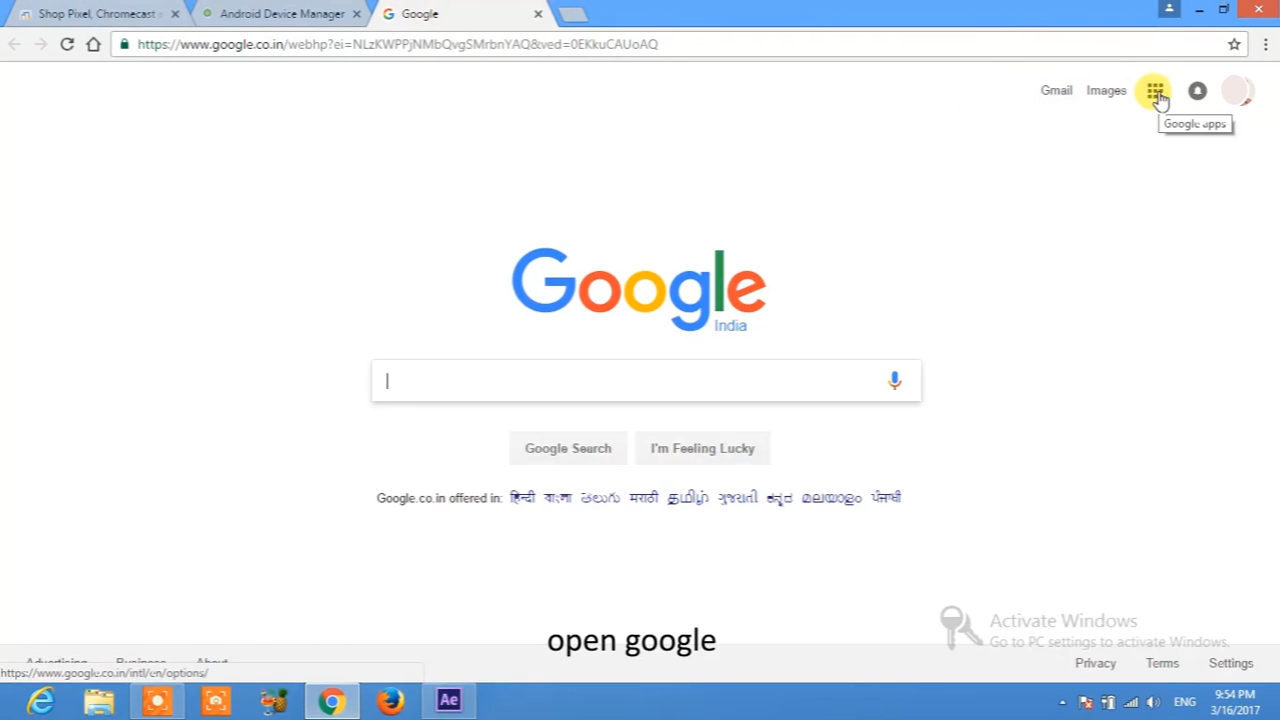 Shop Pixel, Chromecast a
Android Device Manager
Google
https://www.google.co.in/webhp?ei=NLzKWPPjNMbQvgSMrbnYAQ&ved=0EKkuCAUoAQ
Gmail Images
Google apps
Google
India
Google Search I'm Feeling Lucky
Google.co.in offered in: हिन्दी বাংলা తెలుగు मराठी தமிழ் ગુજરાતી ಕನ್ನಡ മലയാളം ਪੰਜਾਬੀ
open google
Activate Windows
Go to PC settings to activate Windows.
Advertising Business About
https://www.google.co.in/intl/en/options/
Privacy Terms Settings
Ae
ENG
9:54 PM
3/16/2017